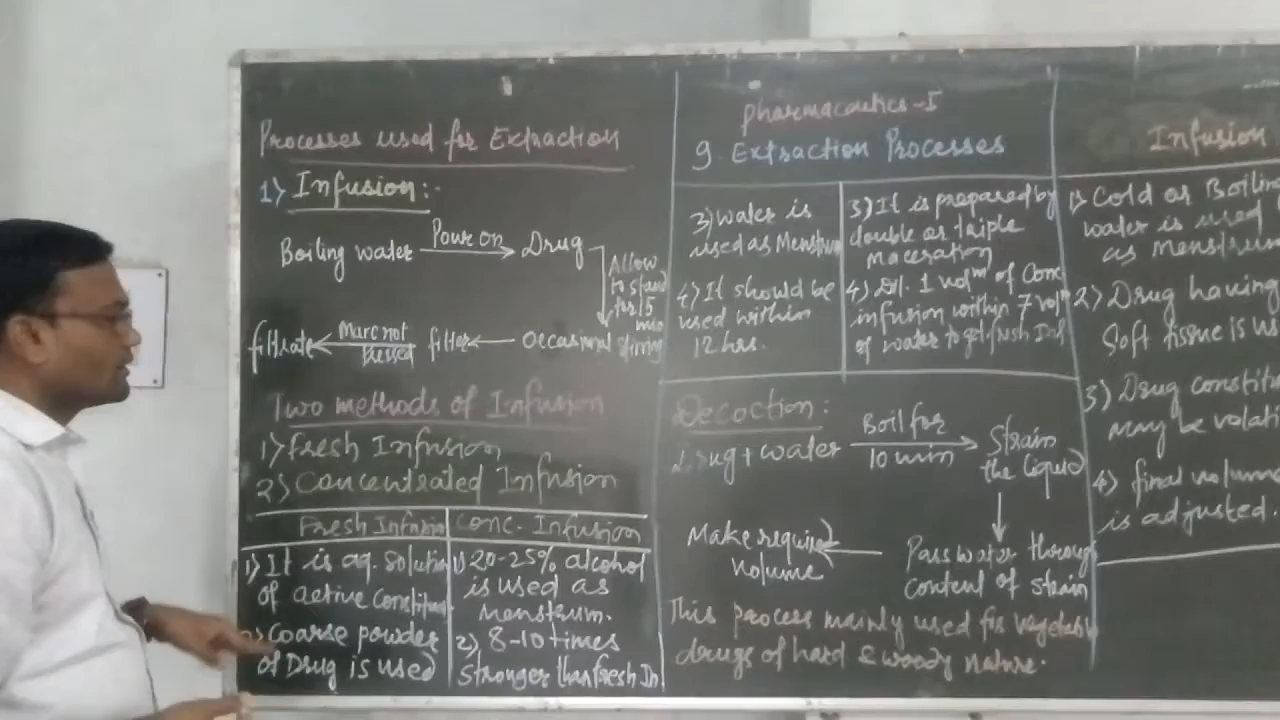 Processes used for Extraction
1) Infusion:-
Boiling water Pour on Drug
Allow
to stand
for 15
min
filtrate Marc not
Pressed filter Occasional
Two methods of Infusion
1) Fresh Infusion
2) Concentrated Infusion
Fresh Infusion
1) It is aq. solution
of active Constituen
2) Coarse powder
of Drug is used
Conc. Infusion
1) 20-25% alcohol
is used as
menstrum.
2) 8-10 times
Stronger than fresh In
Pharmaceutics-I
9. Extraction Processes
3) water is
used as Menstru
4) It should be
used within
12 hrs.
3) It is prepared by
double or triple
maceration
4) Dil. 1 volm of Conc
infusion within 7 volm
of water to get fresh Inf
Decoction:
Drug + water Boil for
10 min Strain
the liquid
Pass water through
content of strain
Make required
volume
This process mainly used for vegetable
drugs of hard & woody nature.
Infusion
1) Cold or Boiling
water is used
as menstrum
2) Drug having
Soft tissue is us
3) Drug constitu
may be volati
4) final volume
is adjusted.